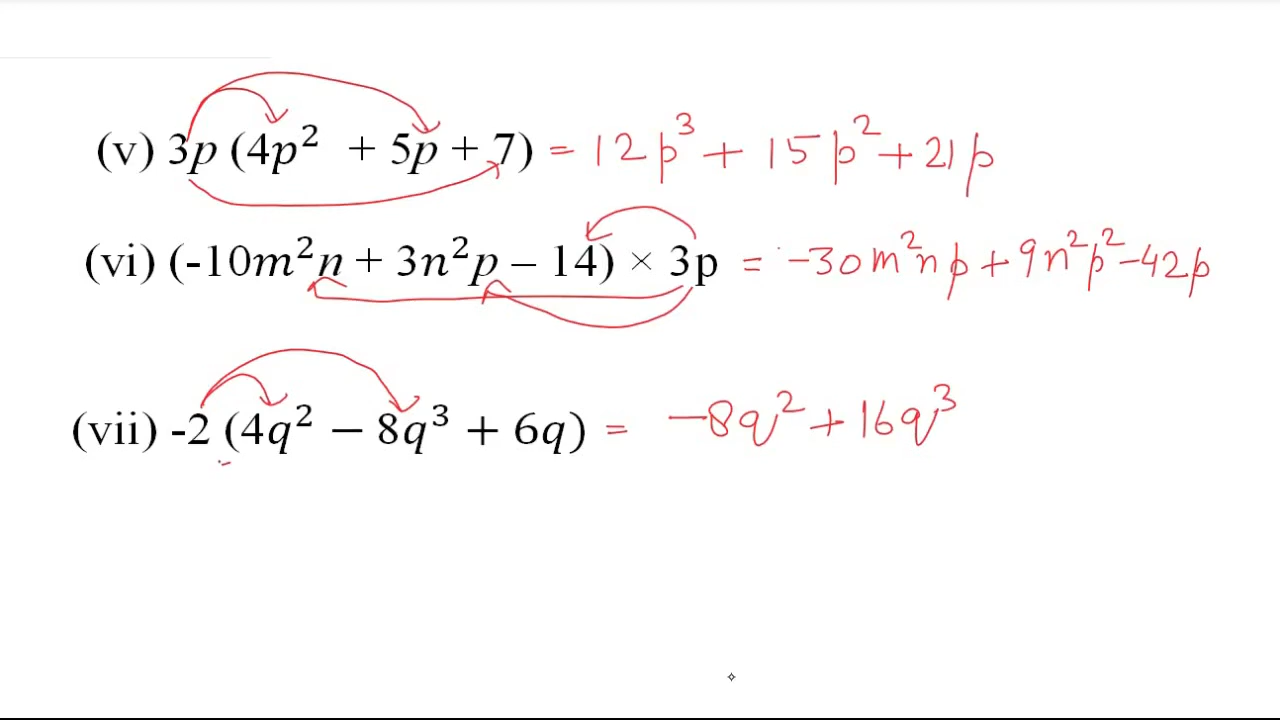 (v) 3p (4p² + 5p + 7) = 12p³ + 15p² + 21p
(vi) (-10m²n + 3n²p – 14) × 3p = -30m²np + 9n²p² - 42p
(vii) -2 (4q² − 8q³ + 6q) = -8q² + 16q³